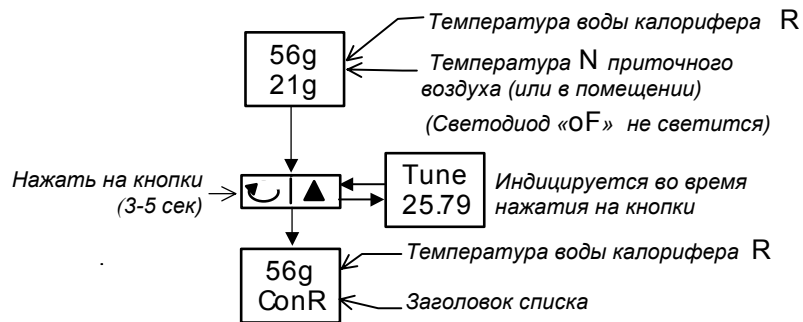 Температура воды калорифера R
56g
21g
Температура N приточного
воздуха (или в помещении)
(Светодиод «oF» не светится)
Нажать на кнопки
(3-5 сек)
Tune
25.79
Индицируется во время
нажатия на кнопки
Температура воды калорифера R
56g
ConR
Заголовок списка